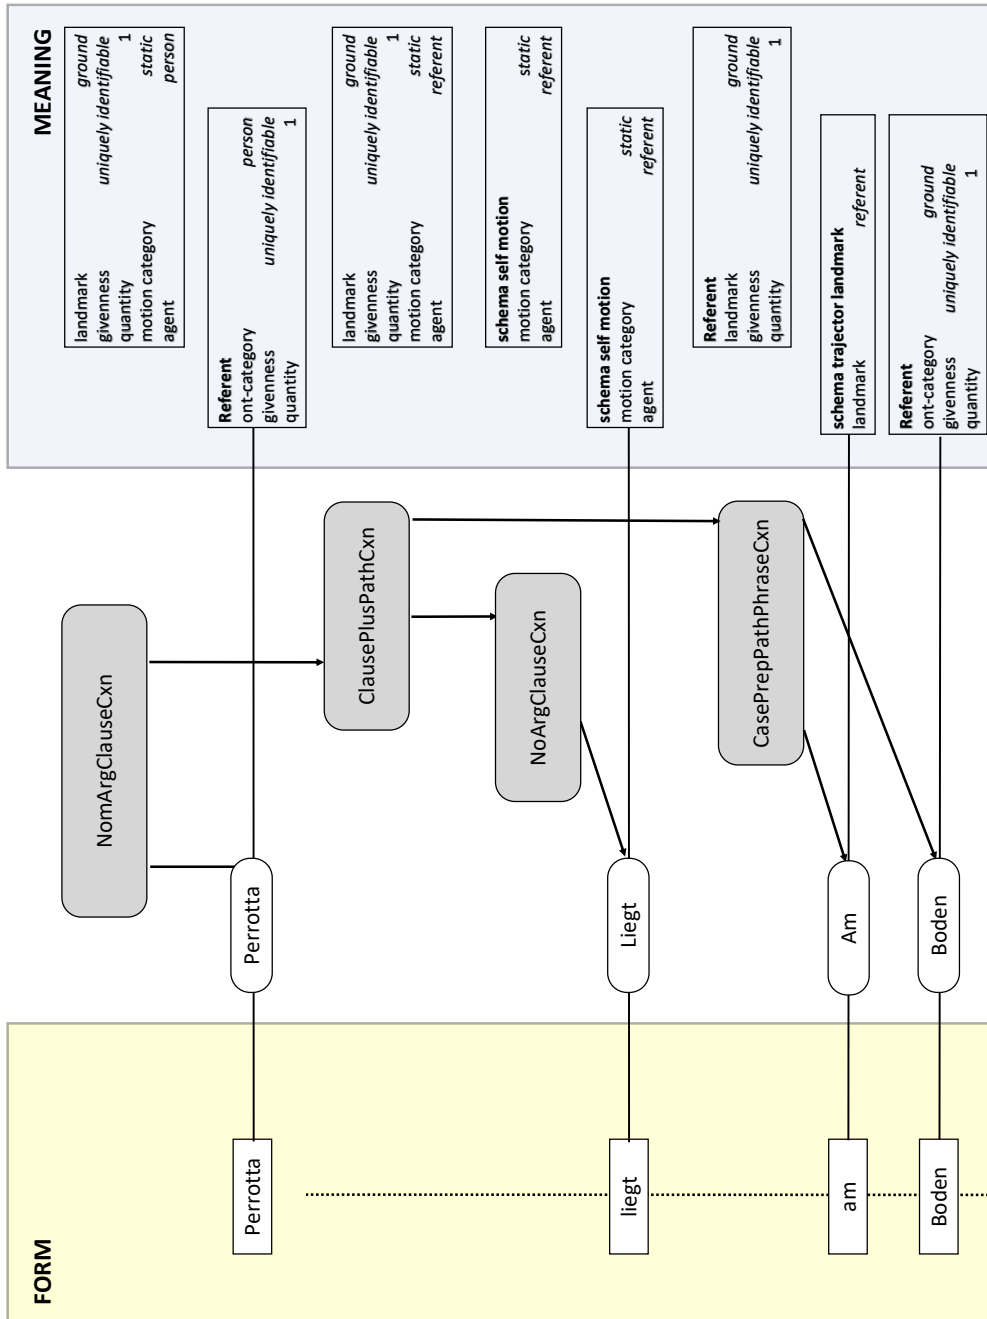 MEANING
landmark ground
givenness uniquely identifiable
quantity 1
motion category static
agent person
Referent
ont-category person
givenness uniquely identifiable
quantity 1
landmark ground
givenness uniquely identifiable
quantity 1
motion category static
agent referent
schema self motion
motion category static
agent referent
schema self motion
motion category static
agent referent
Referent
landmark ground
givenness uniquely identifiable
quantity 1
schema trajector landmark
landmark referent
Referent
ont-category ground
givenness uniquely identifiable
quantity 1
NomArgClauseCxn
ClausePlusPathCxn
NoArgClauseCxn
CasePrepPathPhraseCxn
Perrotta
Liegt
Am
Boden
FORM
Perrotta
liegt
am
Boden